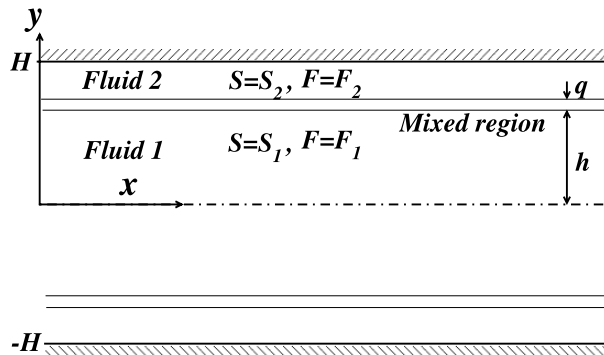 y
H
Fluid 2 S=S₂, F=F₂ q
Mixed region
Fluid 1 S=S₁, F=F₁ h
x
-H